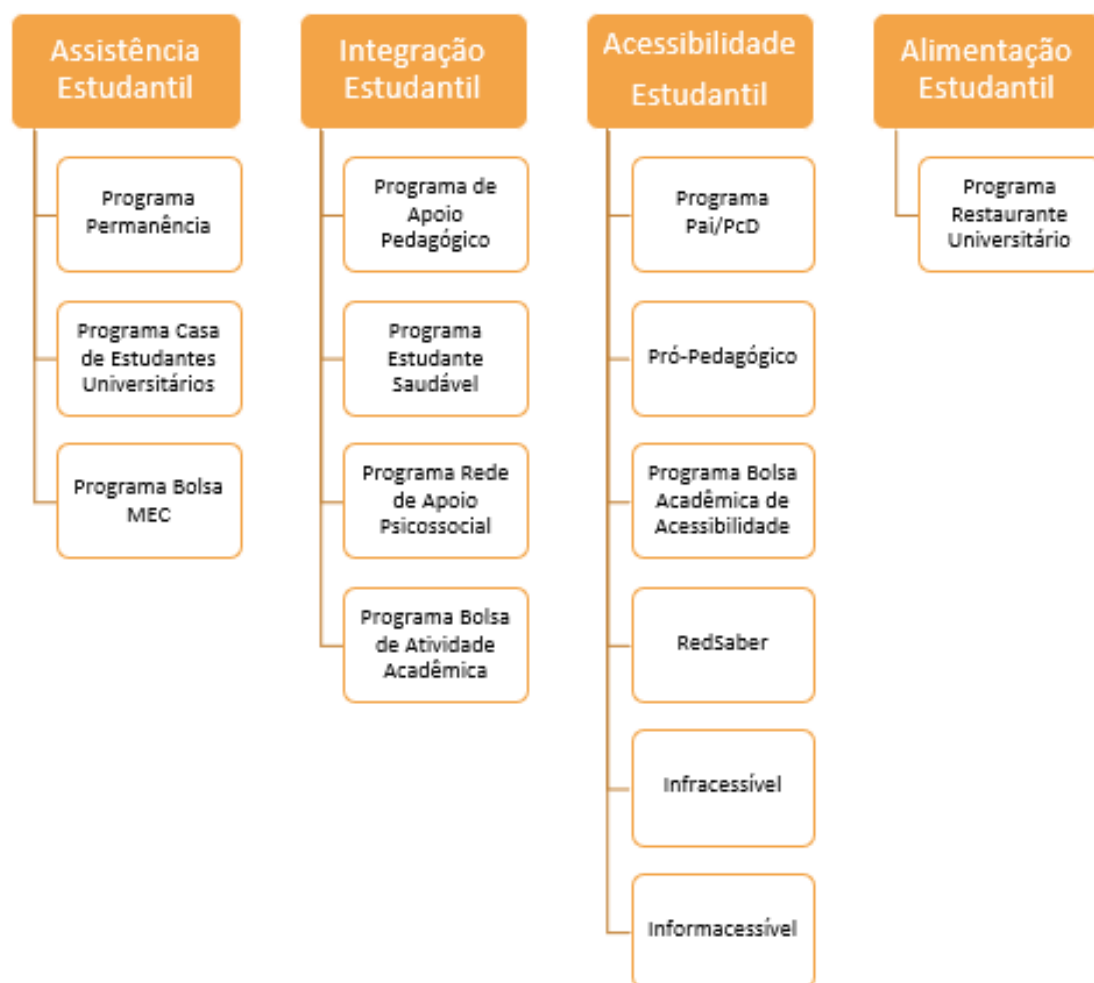 Assistência
Estudantil
Programa
Permanência
Programa Casa
de Estudantes
Universitários
Programa Bolsa
MEC
Integração
Estudantil
Programa de
Apoio
Pedagógico
Programa
Estudante
Saudável
Programa Rede
de Apoio
Psicossocial
Programa Bolsa
de Atividade
Acadêmica
Acessibilidade
Estudantil
Programa
Pai/PcD
Pró-Pedagógico
Programa Bolsa
Acadêmica de
Acessibilidade
RedSaber
Infracessível
Informacessível
Alimentação
Estudantil
Programa
Restaurante
Universitário